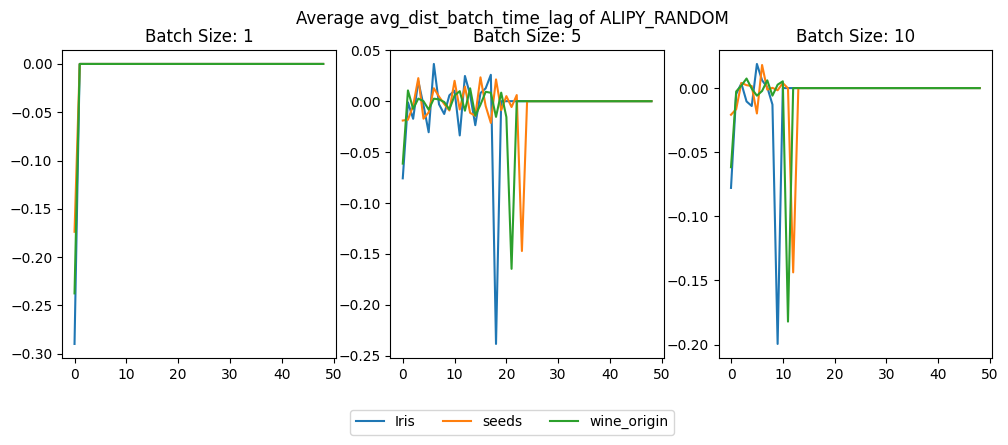 Average avg_dist_batch_time_lag of ALIPY_RANDOM
Batch Size: 1
0.00
−0.05
−0.10
−0.15
−0.20
−0.25
−0.30
0 10 20 30 40 50
Batch Size: 5
0.05
0.00
−0.05
−0.10
−0.15
−0.20
−0.25
0 10 20 30 40 50
Batch Size: 10
0.00
−0.05
−0.10
−0.15
−0.20
0 10 20 30 40 50
Iris seeds wine_origin